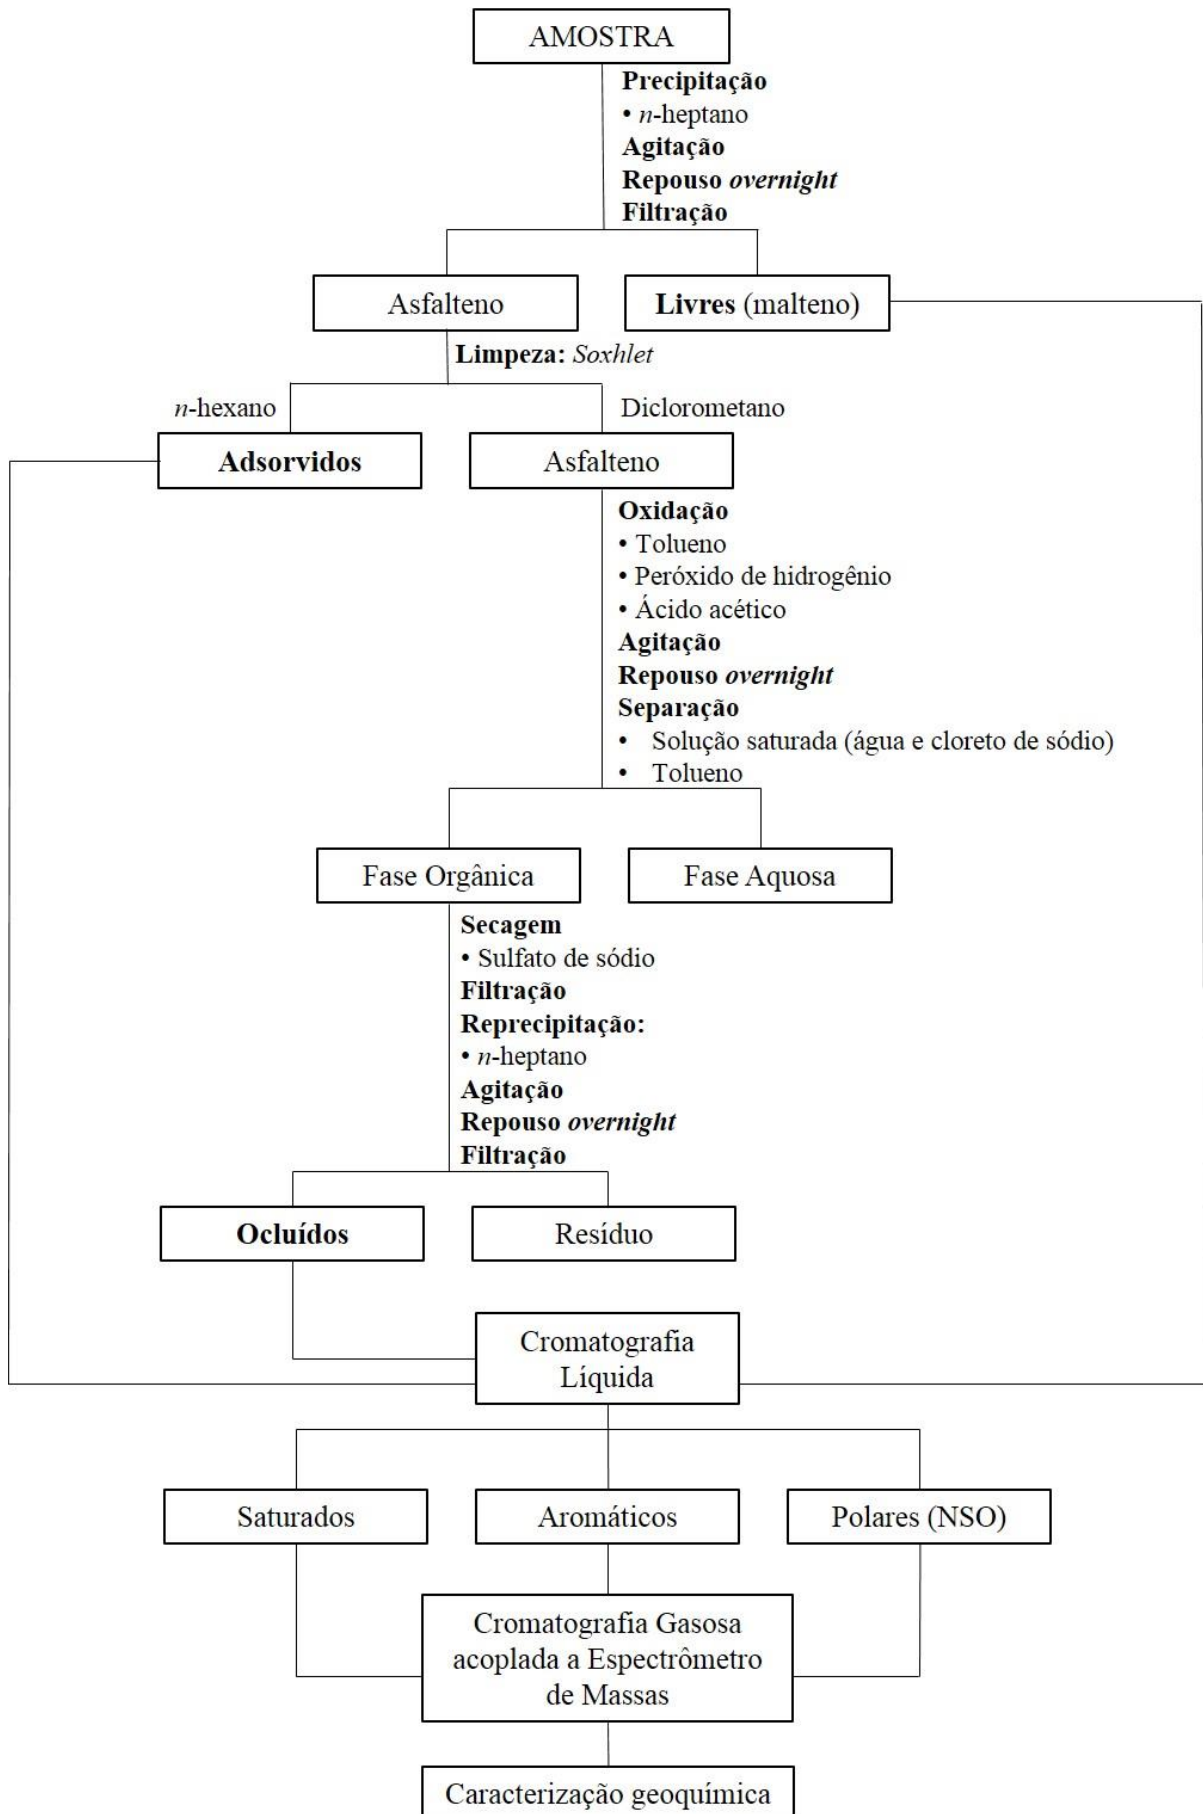 AMOSTRA
Precipitação
• n-heptano
Agitação
Repouso overnight
Filtração
Asfalteno
Livres (malteno)
Limpeza: Soxhlet
n-hexano
Diclorometano
Adsorvidos
Asfalteno
Oxidação
• Tolueno
• Peróxido de hidrogênio
• Ácido acético
Agitação
Repouso overnight
Separação
• Solução saturada (água e cloreto de sódio)
• Tolueno
Fase Orgânica
Fase Aquosa
Secagem
• Sulfato de sódio
Filtração
Reprecipitação:
• n-heptano
Agitação
Repouso overnight
Filtração
Ocluídos
Resíduo
Cromatografia
Líquida
Saturados
Aromáticos
Polares (NSO)
Cromatografia Gasosa
acoplada a Espectrômetro
de Massas
Caracterização geoquímica